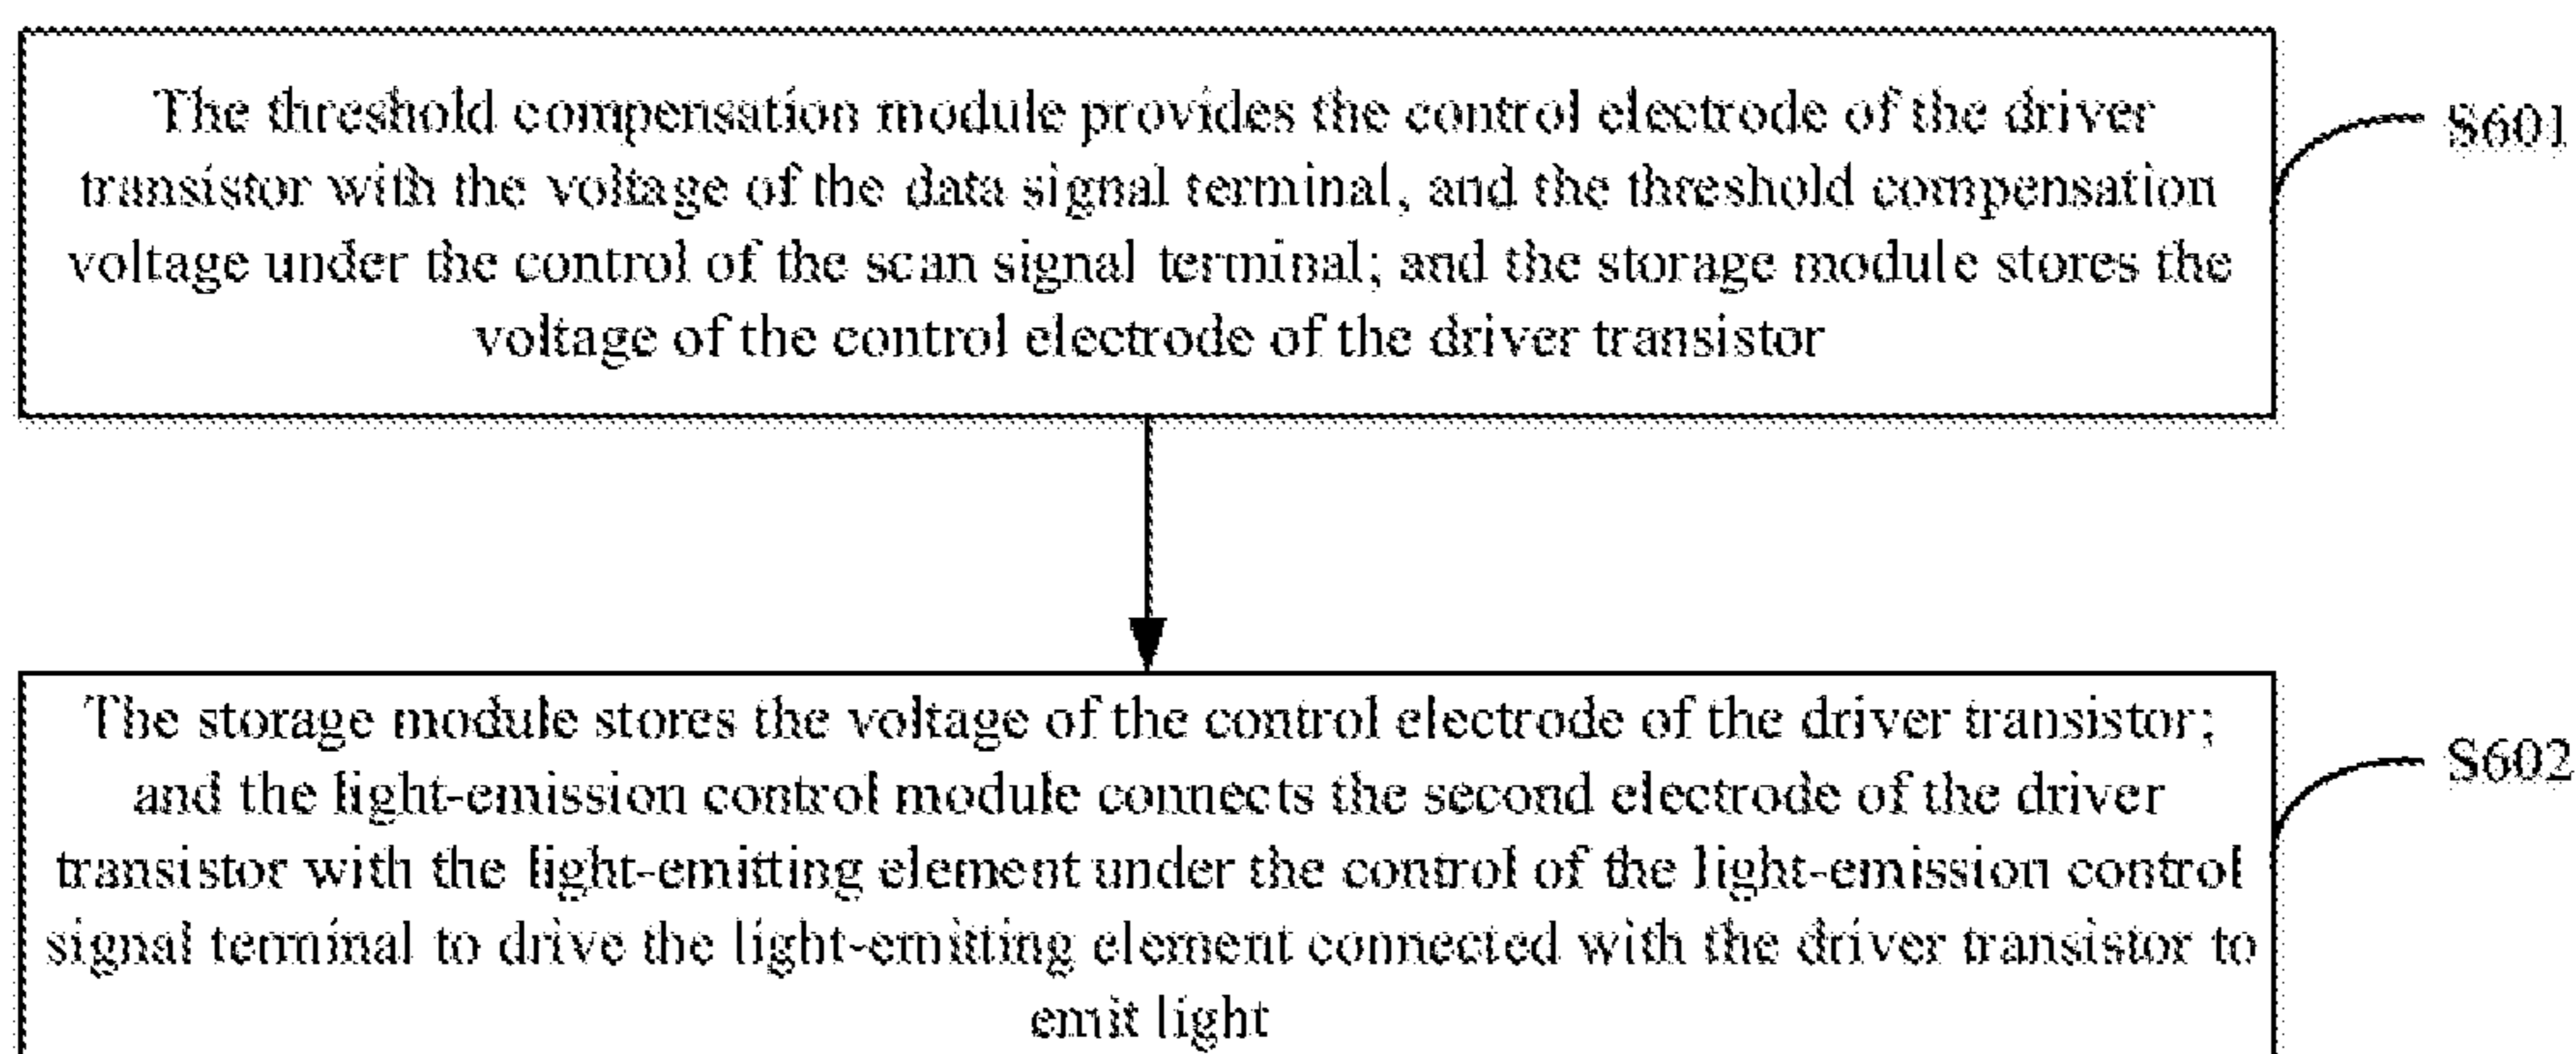 The threshold compensation module provides the control electrode of the driver
transistor with the voltage of the data signal terminal, and the threshold compensation
voltage under the control of the scan signal terminal; and the storage module stores the
voltage of the control electrode of the driver transistor
S601
The storage module stores the voltage of the control electrode of the driver transistor;
and the light-emission control module connects the second electrode of the driver
transistor with the light-emitting element under the control of the light-emission control
signal terminal to drive the light-emitting element connected with the driver transistor to
emit light
S602